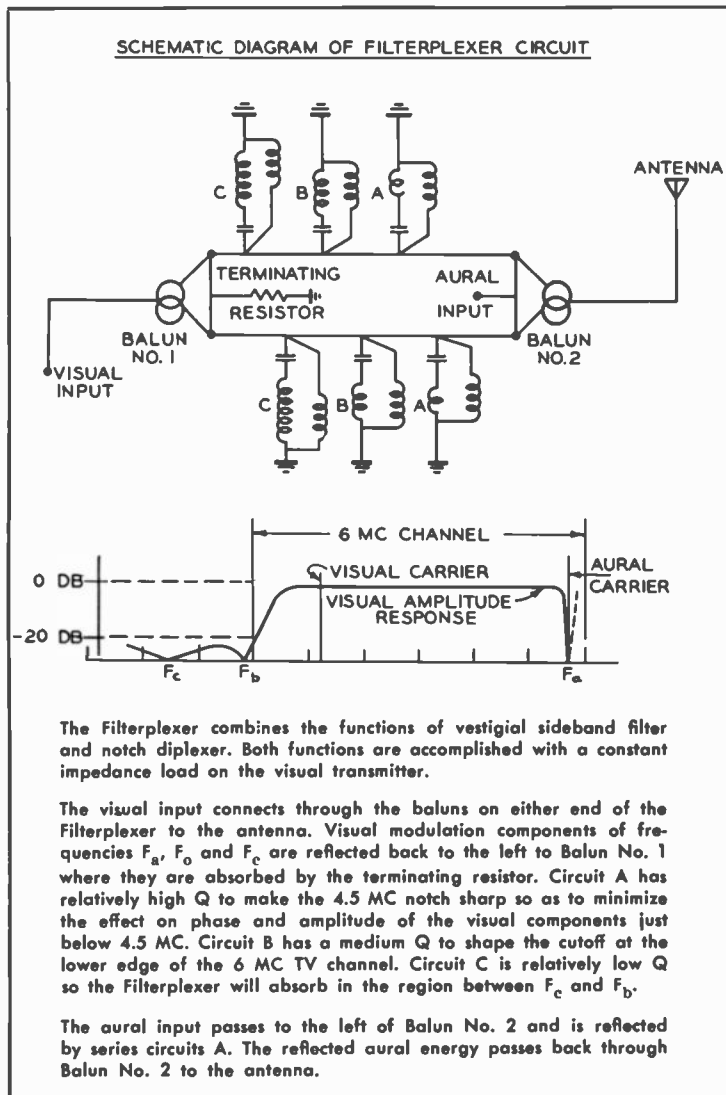 SCHEMATIC DIAGRAM OF FILTERPLEXER CIRCUIT
ANTENNA
C
B
A
TERMINATING
RESISTOR
AURAL
INPUT
BALUN
NO. 1
BALUN
NO. 2
VISUAL
INPUT
C
B
A
6 MC CHANNEL
0 DB
VISUAL CARRIER
AURAL
CARRIER
VISUAL AMPLITUDE
RESPONSE
-20 DB
Fc
Fb
Fa
The Filterplexer combines the functions of vestigial sideband filter
and notch diplexer. Both functions are accomplished with a constant
impedance load on the visual transmitter.
The visual input connects through the baluns on either end of the
Filterplexer to the antenna. Visual modulation components of fre-
quencies Fa, Fo and Fc are reflected back to the left to Balun No. 1
where they are absorbed by the terminating resistor. Circuit A has
relatively high Q to make the 4.5 MC notch sharp so as to minimize
the effect on phase and amplitude of the visual components just
below 4.5 MC. Circuit B has a medium Q to shape the cutoff at the
lower edge of the 6 MC TV channel. Circuit C is relatively low Q
so the Filterplexer will absorb in the region between Fc and Fb.
The aural input passes to the left of Balun No. 2 and is reflected
by series circuits A. The reflected aural energy passes back through
Balun No. 2 to the antenna.